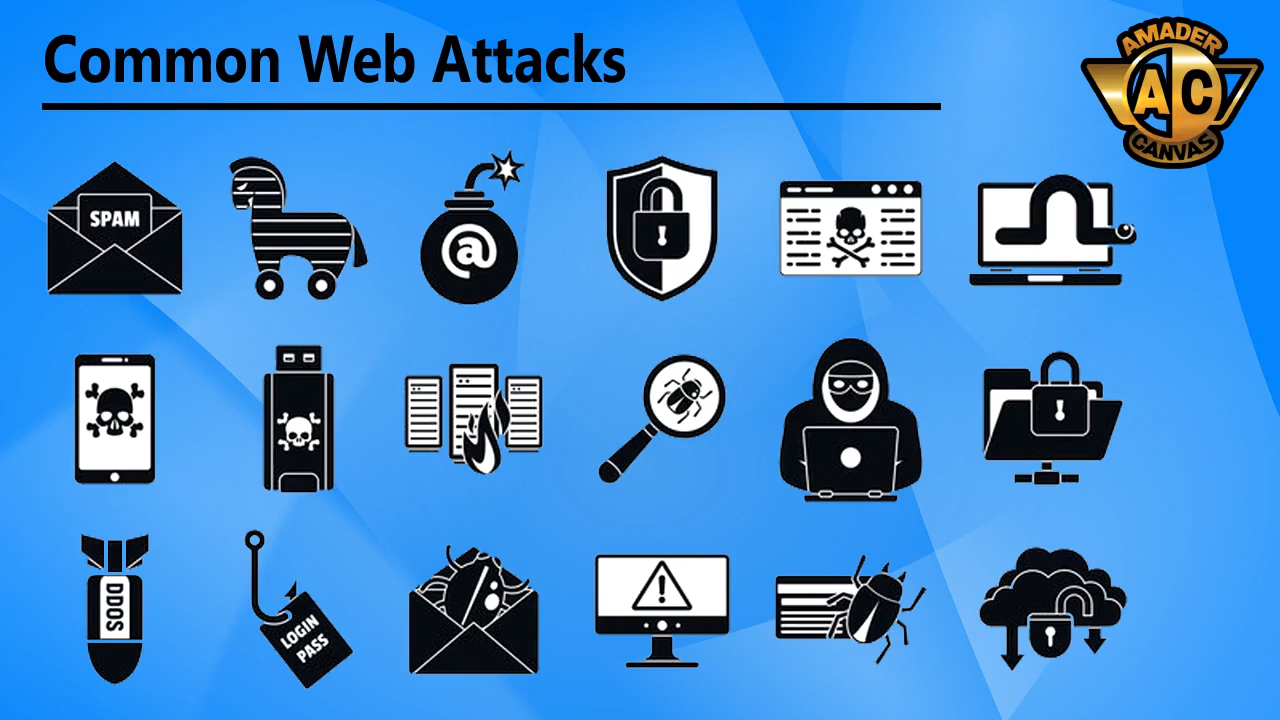 Common Web Attacks
AMADER
AC
CANVAS
SPAM
@
DDOS
LOGIN
PASS